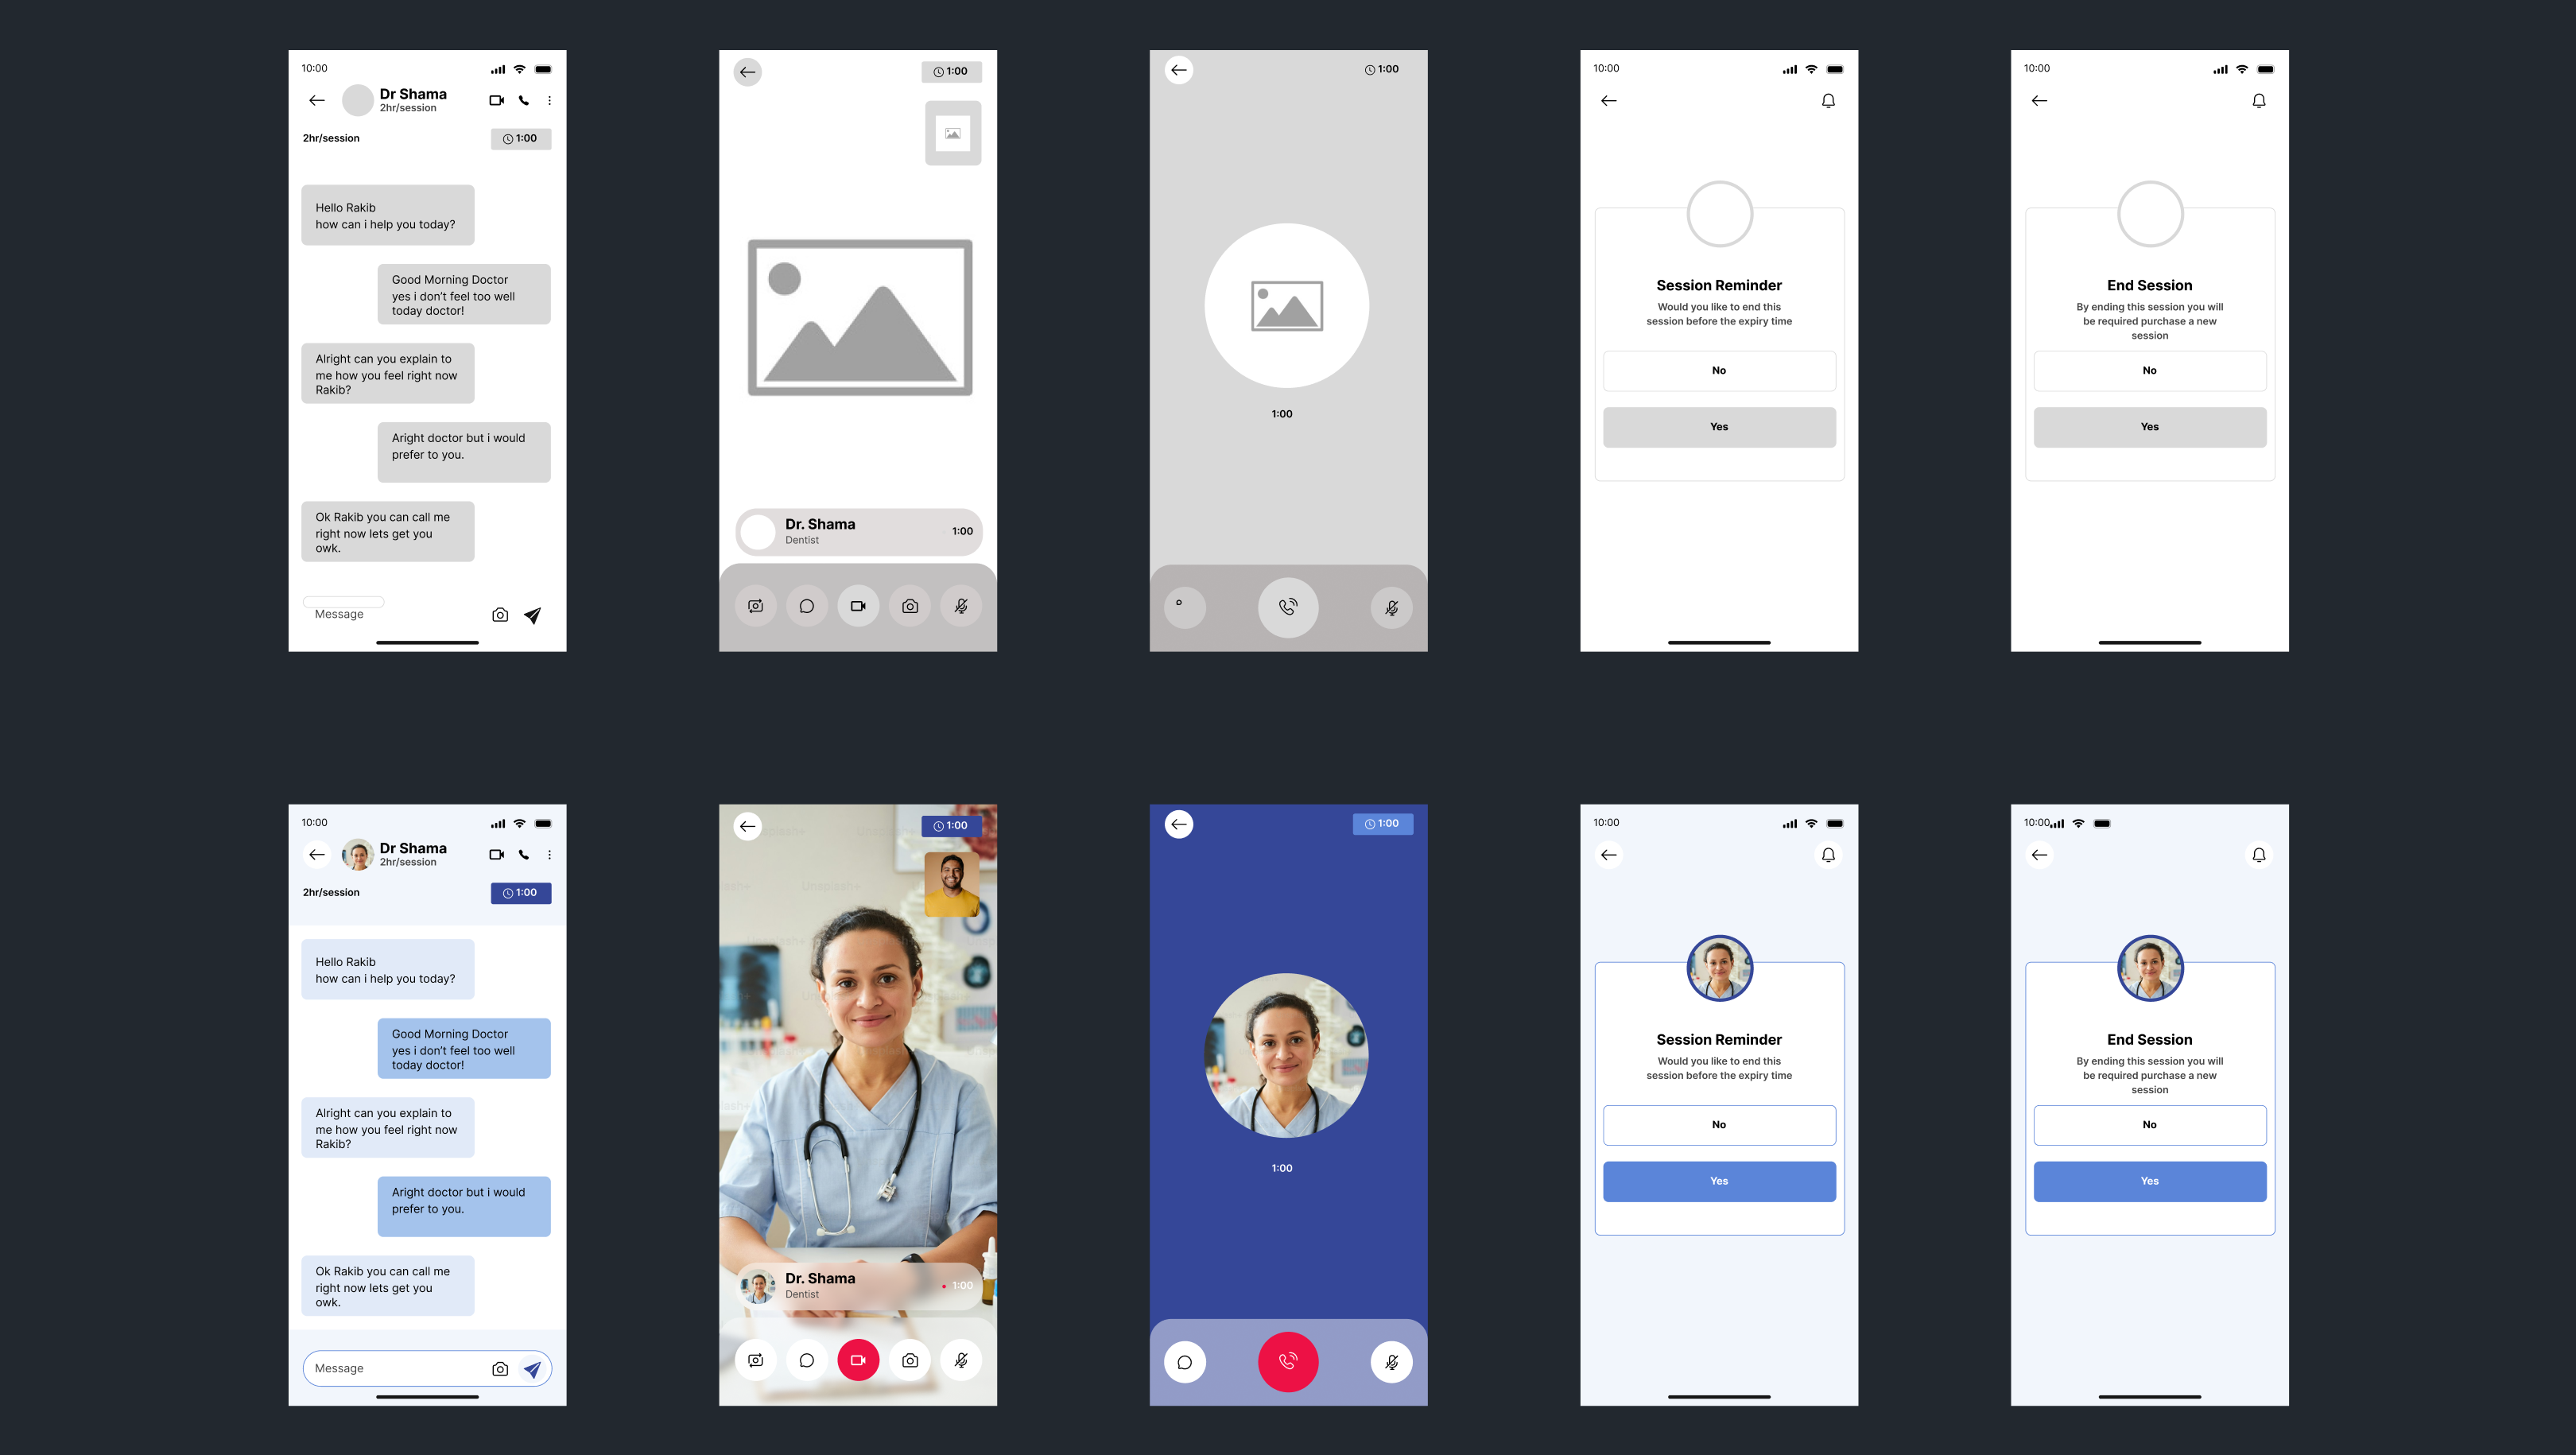 10:00
Dr Shama
2hr/session
2hr/session
1:00
Hello Rakib
how can i help you today?
Good Morning Doctor
yes i don't feel too well
today doctor!
Alright can you explain to
me how you feel right now
Rakib?
Aright doctor but i would
prefer to you.
Ok Rakib you can call me
right now lets get you
owk.
Message
1:00
Dr. Shama
Dentist
1:00
1:00
1:00
10:00
Session Reminder
Would you like to end this
session before the expiry time
No
Yes
10:00
End Session
By ending this session you will
be required purchase a new
session
No
Yes
10:00
Dr Shama
2hr/session
2hr/session
1:00
Hello Rakib
how can i help you today?
Good Morning Doctor
yes i don't feel too well
today doctor!
Alright can you explain to
me how you feel right now
Rakib?
Aright doctor but i would
prefer to you.
Ok Rakib you can call me
right now lets get you
owk.
Message
1:00
Unsplash+
Dr. Shama
Dentist
1:00
1:00
1:00
10:00
Session Reminder
Would you like to end this
session before the expiry time
No
Yes
10:00
End Session
By ending this session you will
be required purchase a new
session
No
Yes